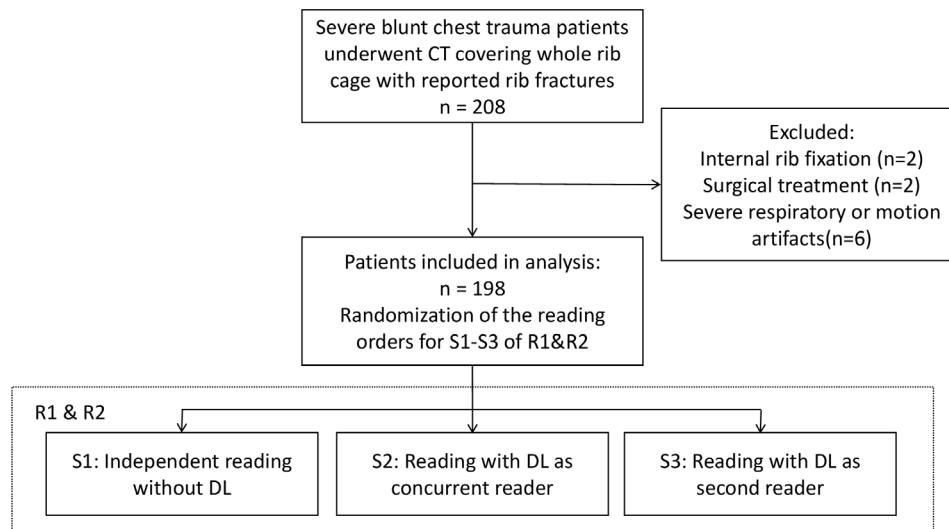 Severe blunt chest trauma patients
underwent CT covering whole rib
cage with reported rib fractures
n = 208
Excluded:
Internal rib fixation (n=2)
Surgical treatment (n=2)
Severe respiratory or motion
artifacts(n=6)
Patients included in analysis:
n = 198
Randomization of the reading
orders for S1-S3 of R1&R2
R1 & R2
S1: Independent reading
without DL
S2: Reading with DL as
concurrent reader
S3: Reading with DL as
second reader